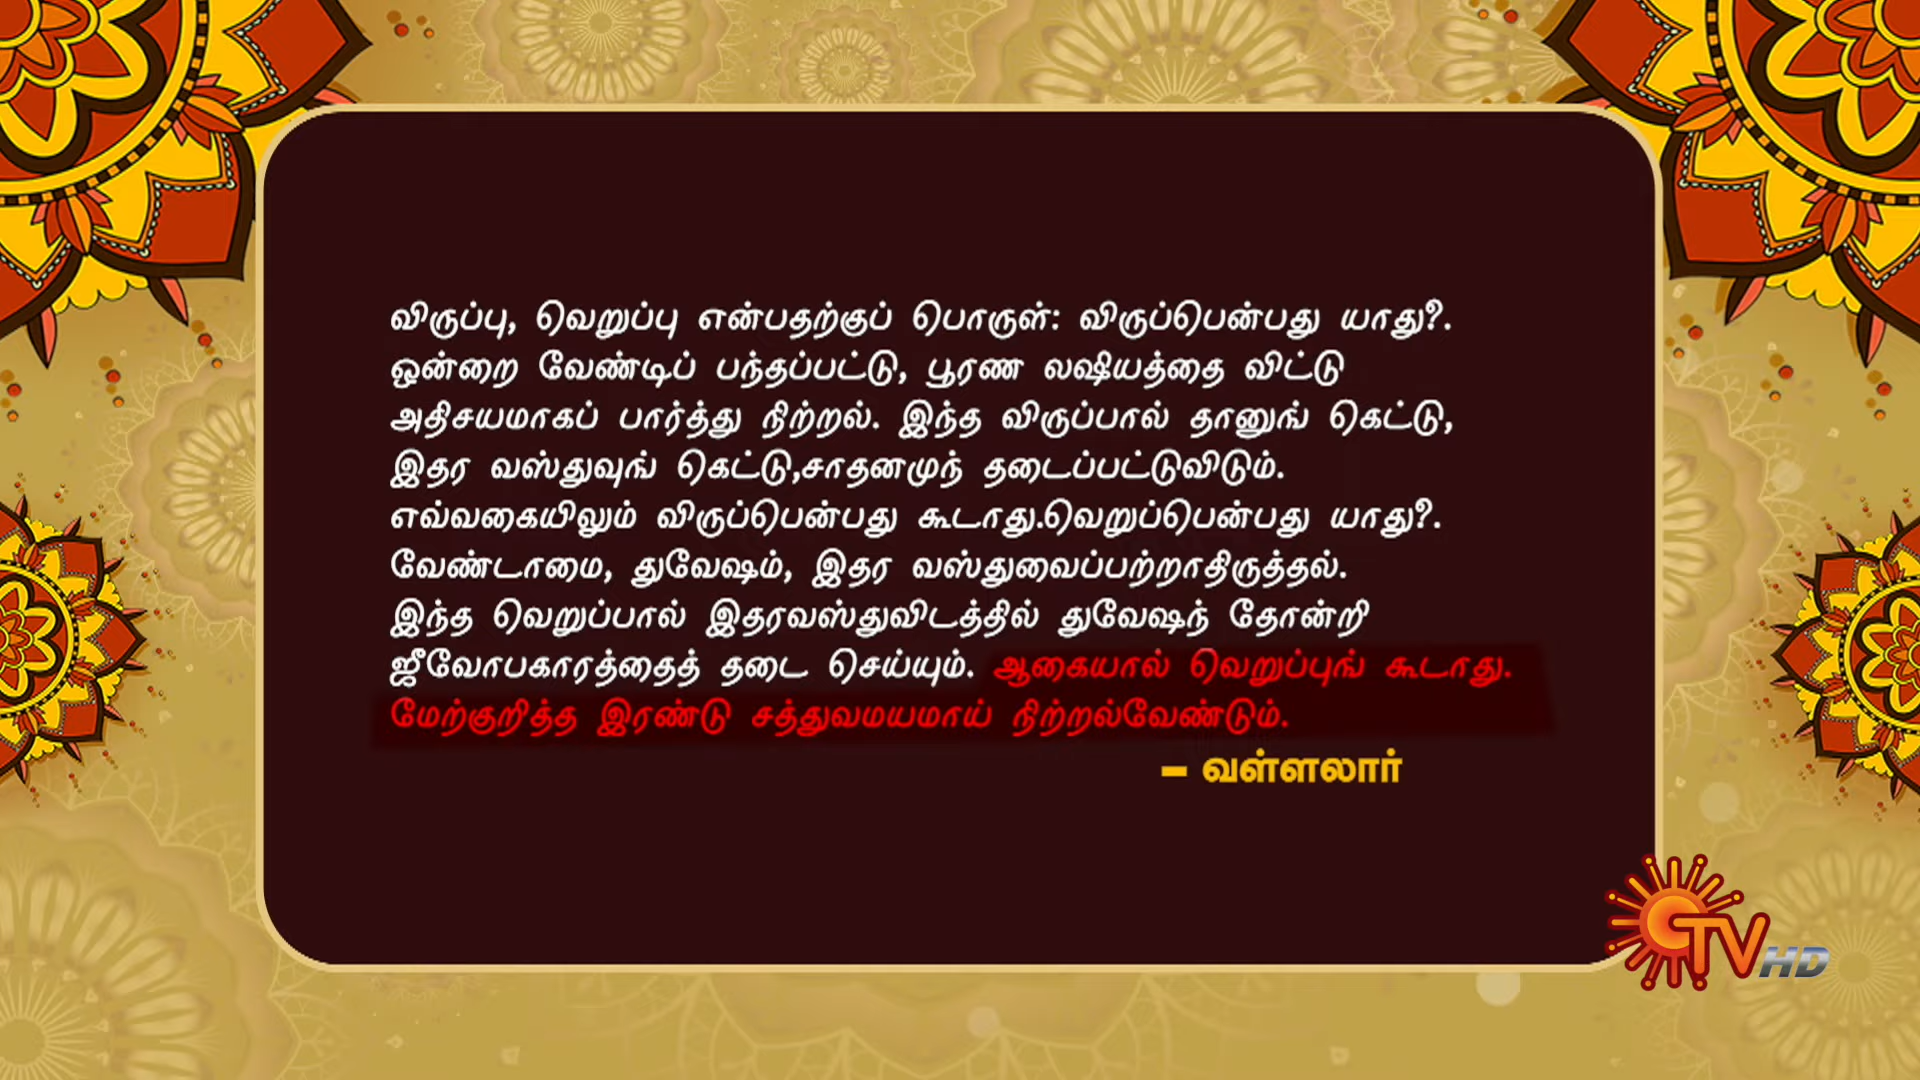 விருப்பு, வெறுப்பு என்பதற்குப் பொருள்: விருப்பென்பது யாது?.
ஒன்றை வேண்டிப் பந்தப்பட்டு, பூரண லஷியத்தை விட்டு
அதிசயமாகப் பார்த்து நிற்றல். இந்த விருப்பால் தானுங் கெட்டு,
இதர வஸ்துவுங் கெட்டு,சாதனமுந் தடைப்பட்டுவிடும்.
எவ்வகையிலும் விருப்பென்பது கூடாது.வெறுப்பென்பது யாது?.
வேண்டாமை, துவேஷம், இதர வஸ்துவைப்பற்றாதிருத்தல்.
இந்த வெறுப்பால் இதரவஸ்துவிடத்தில் துவேஷந் தோன்றி
ஜீவோபகாரத்தைத் தடை செய்யும். ஆகையால் வெறுப்புங் கூடாது.
மேற்குறித்த இரண்டு சத்துவமயமாய் நிற்றல்வேண்டும்.
– வள்ளலார்
TV HD